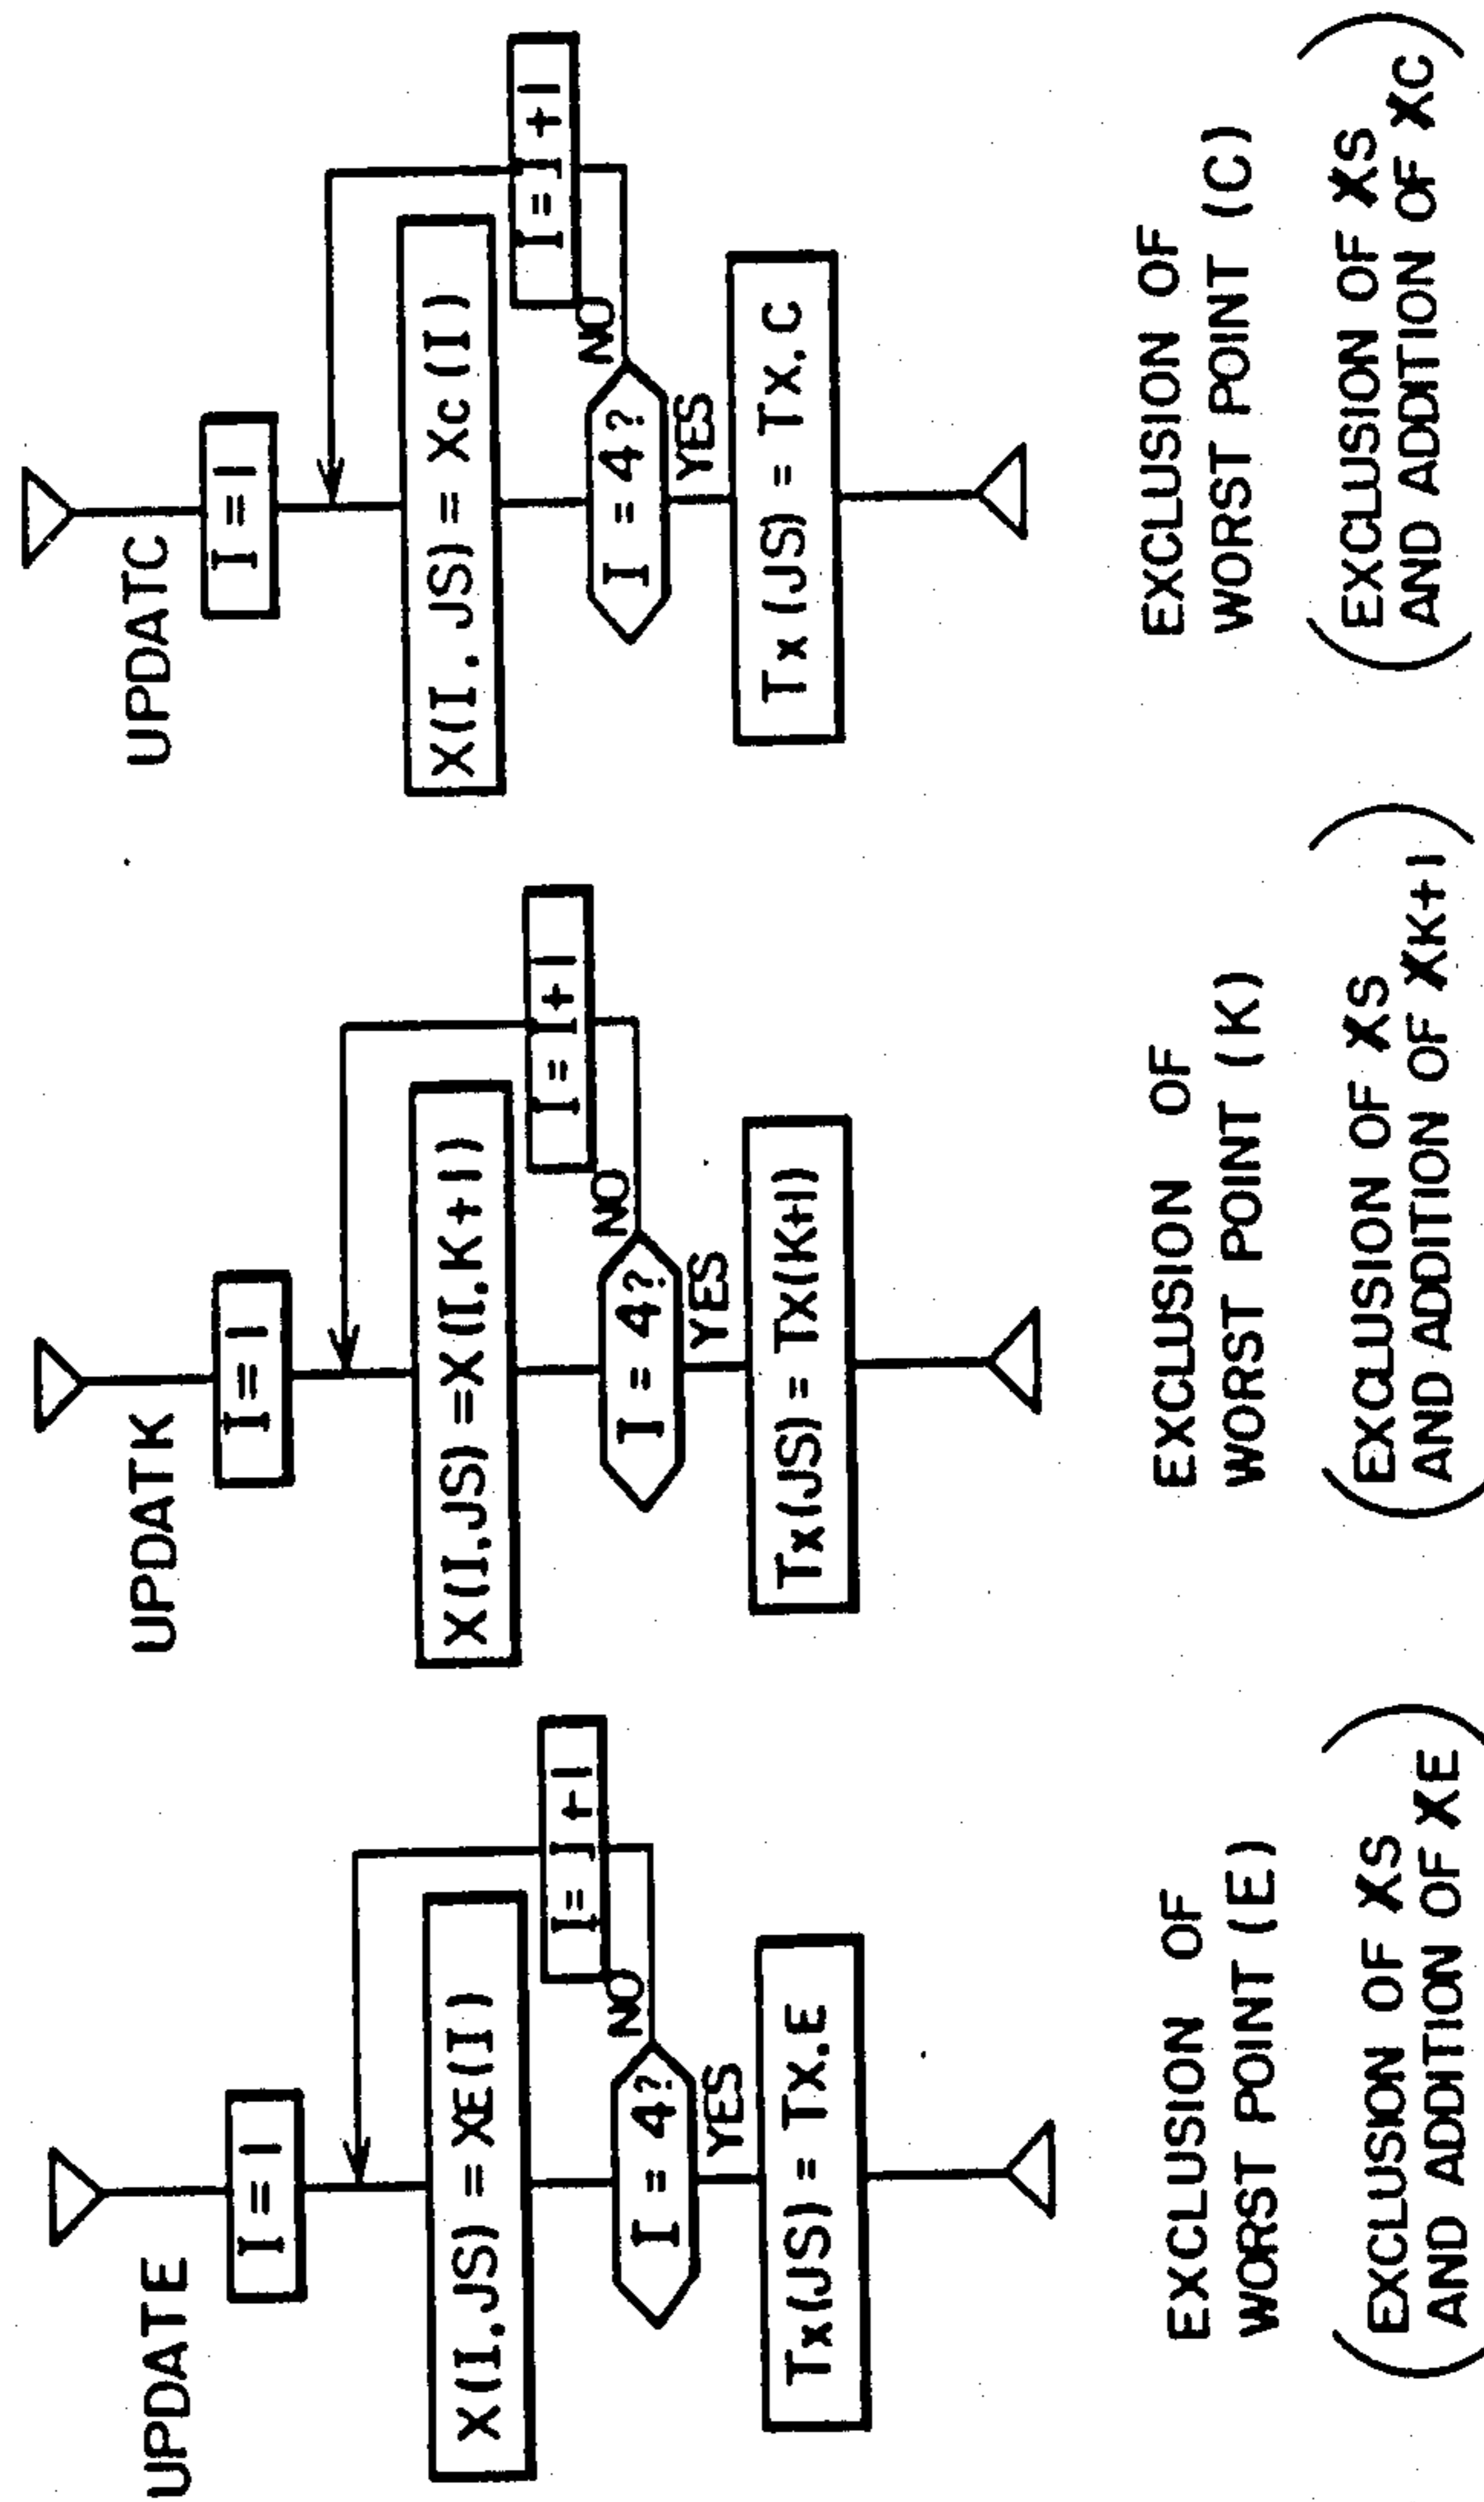 UPDATE
I = 1
X(I.JS) = XE(I)
I = I + 1
NO
I = 4?
YES
Tx(JS) = TX.E
EXCLUSION OF
WORST POINT (E)
(EXCLUSION OF XS
AND ADDITION OF XE)
UPDATK
I = 1
X(I,JS) = X(I.K+1)
I = I + 1
NO
I = 4?
YES
Tx(JS) = TX(K+1)
EXCLUSION OF
WORST POINT (K)
(EXCLUSION OF XS
AND ADDITION OF XK+1)
UPDATC
I = 1
X(I.JS) = Xc(I)
I = I + 1
NO
I = 4?
YES
Tx(JS) = TX.C
EXCLUSION OF
WORST POINT (C)
(EXCLUSION OF XS
AND ADDITION OF XC)